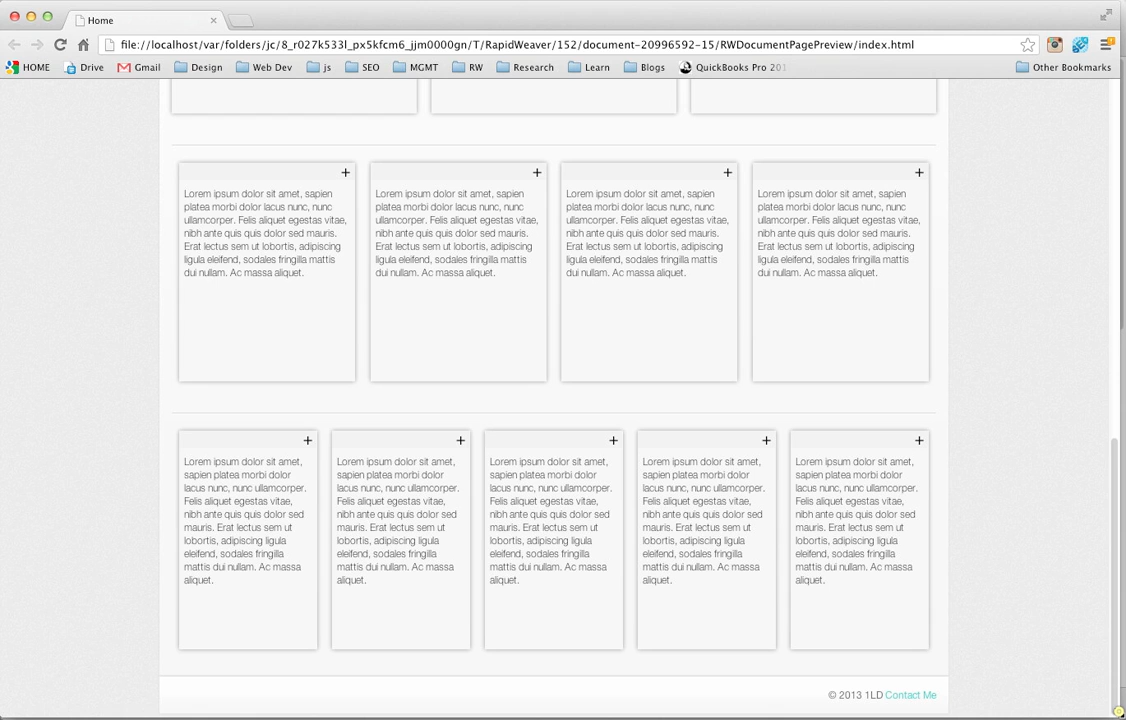 Home
file://localhost/var/folders/jc/8_r027k533l_px5kfcm6_jjm0000gn/T/RapidWeaver/152/document-20996592-15/RWDocumentPagePreview/index.html
HOME Drive Gmail Design Web Dev js SEO MGMT RW Research Learn Blogs QuickBooks Pro 201 Other Bookmarks
+
Lorem ipsum dolor sit amet, sapien
platea morbi dolor lacus nunc, nunc
ullamcorper. Felis aliquet egestas vitae,
nibh ante quis quis dolor sed mauris.
Erat lectus sem ut lobortis, adipiscing
ligula eleifend, sodales fringilla mattis
dui nullam. Ac massa aliquet.
+
Lorem ipsum dolor sit amet, sapien
platea morbi dolor lacus nunc, nunc
ullamcorper. Felis aliquet egestas vitae,
nibh ante quis quis dolor sed mauris.
Erat lectus sem ut lobortis, adipiscing
ligula eleifend, sodales fringilla mattis
dui nullam. Ac massa aliquet.
+
Lorem ipsum dolor sit amet, sapien
platea morbi dolor lacus nunc, nunc
ullamcorper. Felis aliquet egestas vitae,
nibh ante quis quis dolor sed mauris.
Erat lectus sem ut lobortis, adipiscing
ligula eleifend, sodales fringilla mattis
dui nullam. Ac massa aliquet.
+
Lorem ipsum dolor sit amet, sapien
platea morbi dolor lacus nunc, nunc
ullamcorper. Felis aliquet egestas vitae,
nibh ante quis quis dolor sed mauris.
Erat lectus sem ut lobortis, adipiscing
ligula eleifend, sodales fringilla mattis
dui nullam. Ac massa aliquet.
+
Lorem ipsum dolor sit amet,
sapien platea morbi dolor
lacus nunc, nunc ullamcorper.
Felis aliquet egestas vitae,
nibh ante quis quis dolor sed
mauris. Erat lectus sem ut
lobortis, adipiscing ligula
eleifend, sodales fringilla
mattis dui nullam. Ac massa
aliquet.
+
Lorem ipsum dolor sit amet,
sapien platea morbi dolor
lacus nunc, nunc ullamcorper.
Felis aliquet egestas vitae,
nibh ante quis quis dolor sed
mauris. Erat lectus sem ut
lobortis, adipiscing ligula
eleifend, sodales fringilla
mattis dui nullam. Ac massa
aliquet.
+
Lorem ipsum dolor sit amet,
sapien platea morbi dolor
lacus nunc, nunc ullamcorper.
Felis aliquet egestas vitae,
nibh ante quis quis dolor sed
mauris. Erat lectus sem ut
lobortis, adipiscing ligula
eleifend, sodales fringilla
mattis dui nullam. Ac massa
aliquet.
+
Lorem ipsum dolor sit amet,
sapien platea morbi dolor
lacus nunc, nunc ullamcorper.
Felis aliquet egestas vitae,
nibh ante quis quis dolor sed
mauris. Erat lectus sem ut
lobortis, adipiscing ligula
eleifend, sodales fringilla
mattis dui nullam. Ac massa
aliquet.
+
Lorem ipsum dolor sit amet,
sapien platea morbi dolor
lacus nunc, nunc ullamcorper.
Felis aliquet egestas vitae,
nibh ante quis quis dolor sed
mauris. Erat lectus sem ut
lobortis, adipiscing ligula
eleifend, sodales fringilla
mattis dui nullam. Ac massa
aliquet.
© 2013 1LD Contact Me